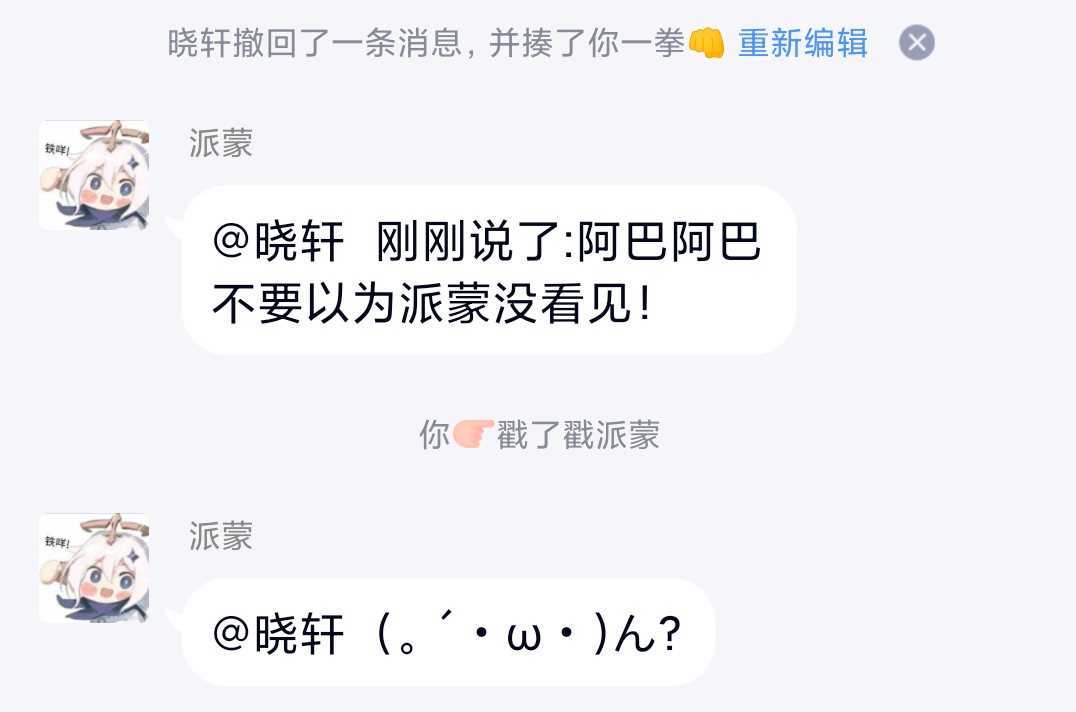 晓轩撤回了一条消息，并揍了你一拳👊 重新编辑
派蒙
铁咩!
@晓轩 刚刚说了:阿巴阿巴
不要以为派蒙没看见！
你👉戳了戳派蒙
派蒙
铁咩!
@晓轩 (。´・ω・)ん?